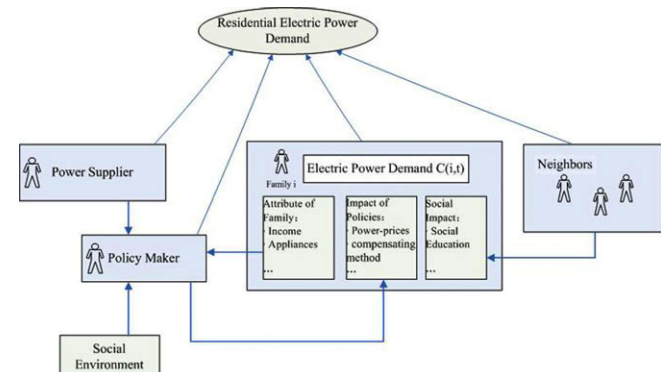 Residential Electric Power
Demand
Power Supplier
Family i
Electric Power Demand C(i,t)
Neighbors
Attribute of
Family：
· Income
· Appliances
...
Impact of
Policies：
· Power-prices
· compensating
method
...
Social
Impact：
· Social
Education
...
Policy Maker
Social
Environment